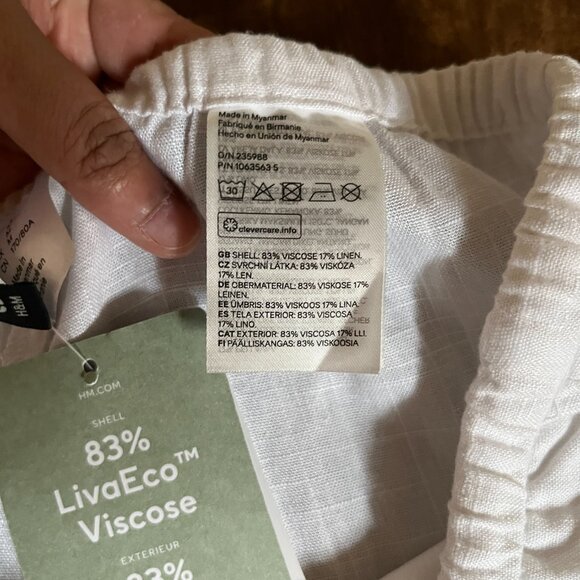 Made in Myanmar
Fabriqué en Birmanie
Hecho en Unión de Myanmar
O/N 235988
P/N 1063563 5
30
clevercare.info
GB SHELL: 83% VISCOSE 17% LINEN.
CZ SVRCHNÍ LÁTKA: 83% VISKÓZA
17% LEN.
DE OBERMATERIAL: 83% VISKOSE 17%
LEINEN.
EE ÜMBRIS: 83% VISKOOS 17% LINA.
ES TELA EXTERIOR: 83% VISCOSA
17% LINO.
CAT EXTERIOR: 83% VISCOSA 17% LLI.
FI PÄÄLLISKANGAS: 83% VISKOOSIA
170/80A
H&M
HM.COM
SHELL
83%
LivaEco™
Viscose
EXTERIEUR
83%